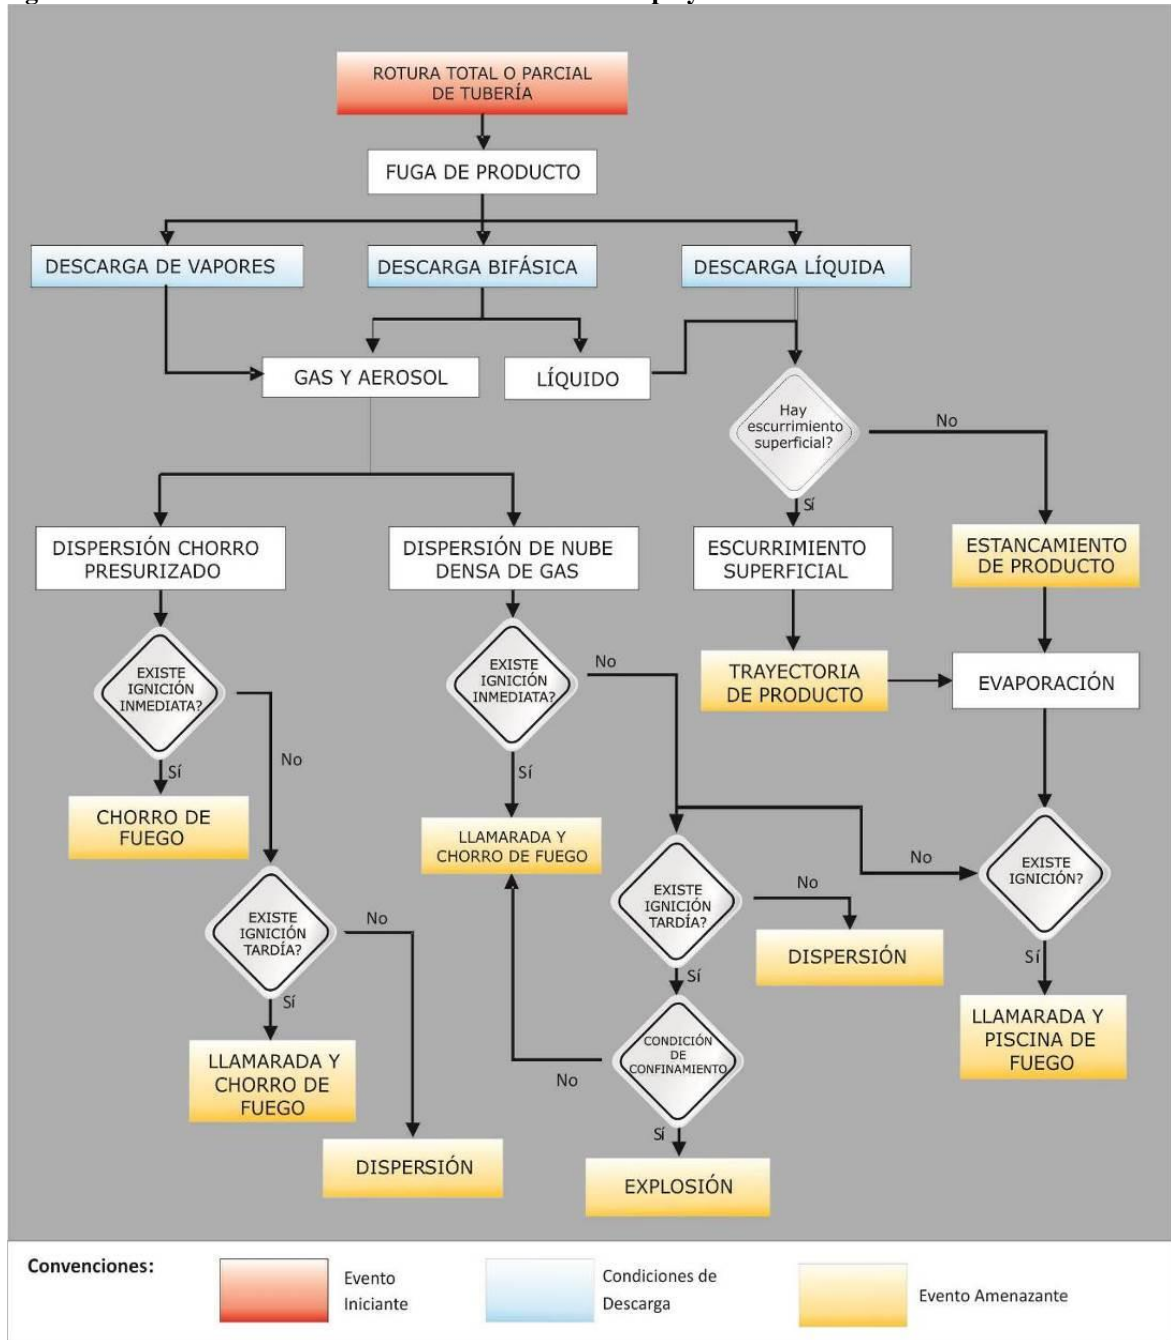 ROTURA TOTAL O PARCIAL
DE TUBERÍA
FUGA DE PRODUCTO
DESCARGA DE VAPORES
DESCARGA BIFÁSICA
DESCARGA LÍQUIDA
GAS Y AEROSOL
LÍQUIDO
Hay
escurrimiento
superficial?
No
Sí
DISPERSIÓN CHORRO
PRESURIZADO
DISPERSIÓN DE NUBE
DENSA DE GAS
ESCURRIMIENTO
SUPERFICIAL
ESTANCAMIENTO
DE PRODUCTO
EXISTE
IGNICIÓN
INMEDIATA?
No
Sí
EXISTE
IGNICIÓN
INMEDIATA?
No
Sí
TRAYECTORIA
DE PRODUCTO
EVAPORACIÓN
CHORRO DE
FUEGO
LLAMARADA Y
CHORRO DE FUEGO
EXISTE
IGNICIÓN
TARDÍA?
No
Sí
EXISTE
IGNICIÓN
TARDÍA?
No
Sí
No
EXISTE
IGNICIÓN?
Sí
DISPERSIÓN
LLAMARADA Y
CHORRO DE
FUEGO
CONDICIÓN
DE
CONFINAMIENTO
No
Sí
LLAMARADA Y
PISCINA DE
FUEGO
DISPERSIÓN
EXPLOSIÓN
Convenciones:
Evento
Iniciante
Condiciones de
Descarga
Evento Amenazante